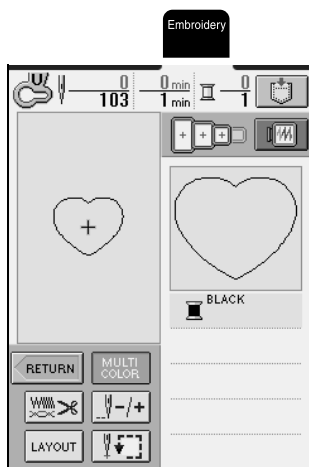 Embroidery
U
0 0 min 0
103 1 min 1
BLACK
RETURN MULTI
COLOR
-/+
LAYOUT